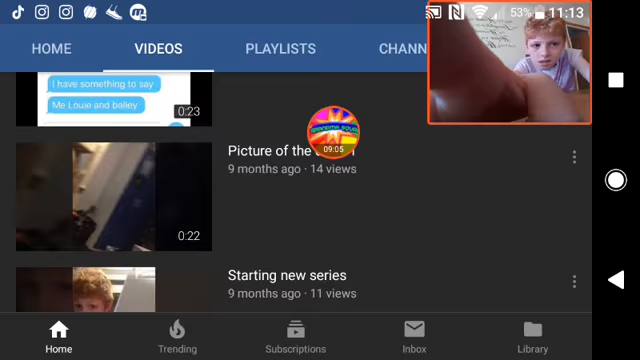 53% 11:13
HOME VIDEOS PLAYLISTS CHANN
I have something to say
Me Louie and bailey
0:23
09:05
Picture of the
9 months ago · 14 views
0:22
Starting new series
9 months ago · 11 views
Home Trending Subscriptions Inbox Library